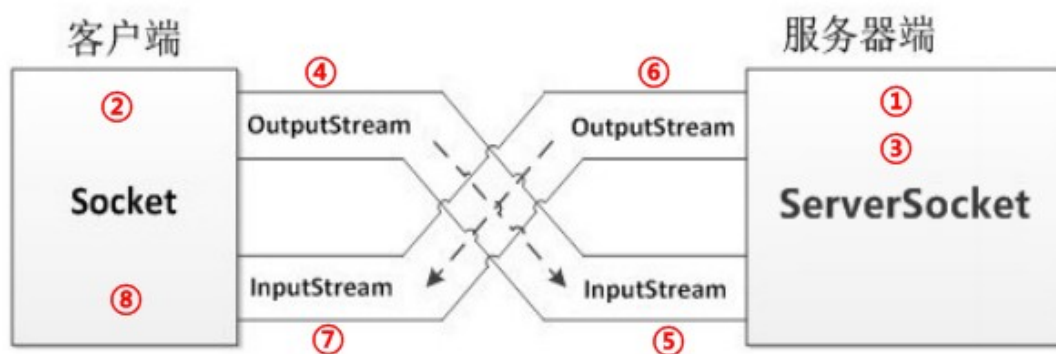 客户端
服务器端
④
⑥
②
①
OutputStream
OutputStream
③
Socket
ServerSocket
InputStream
InputStream
⑧
⑦
⑤